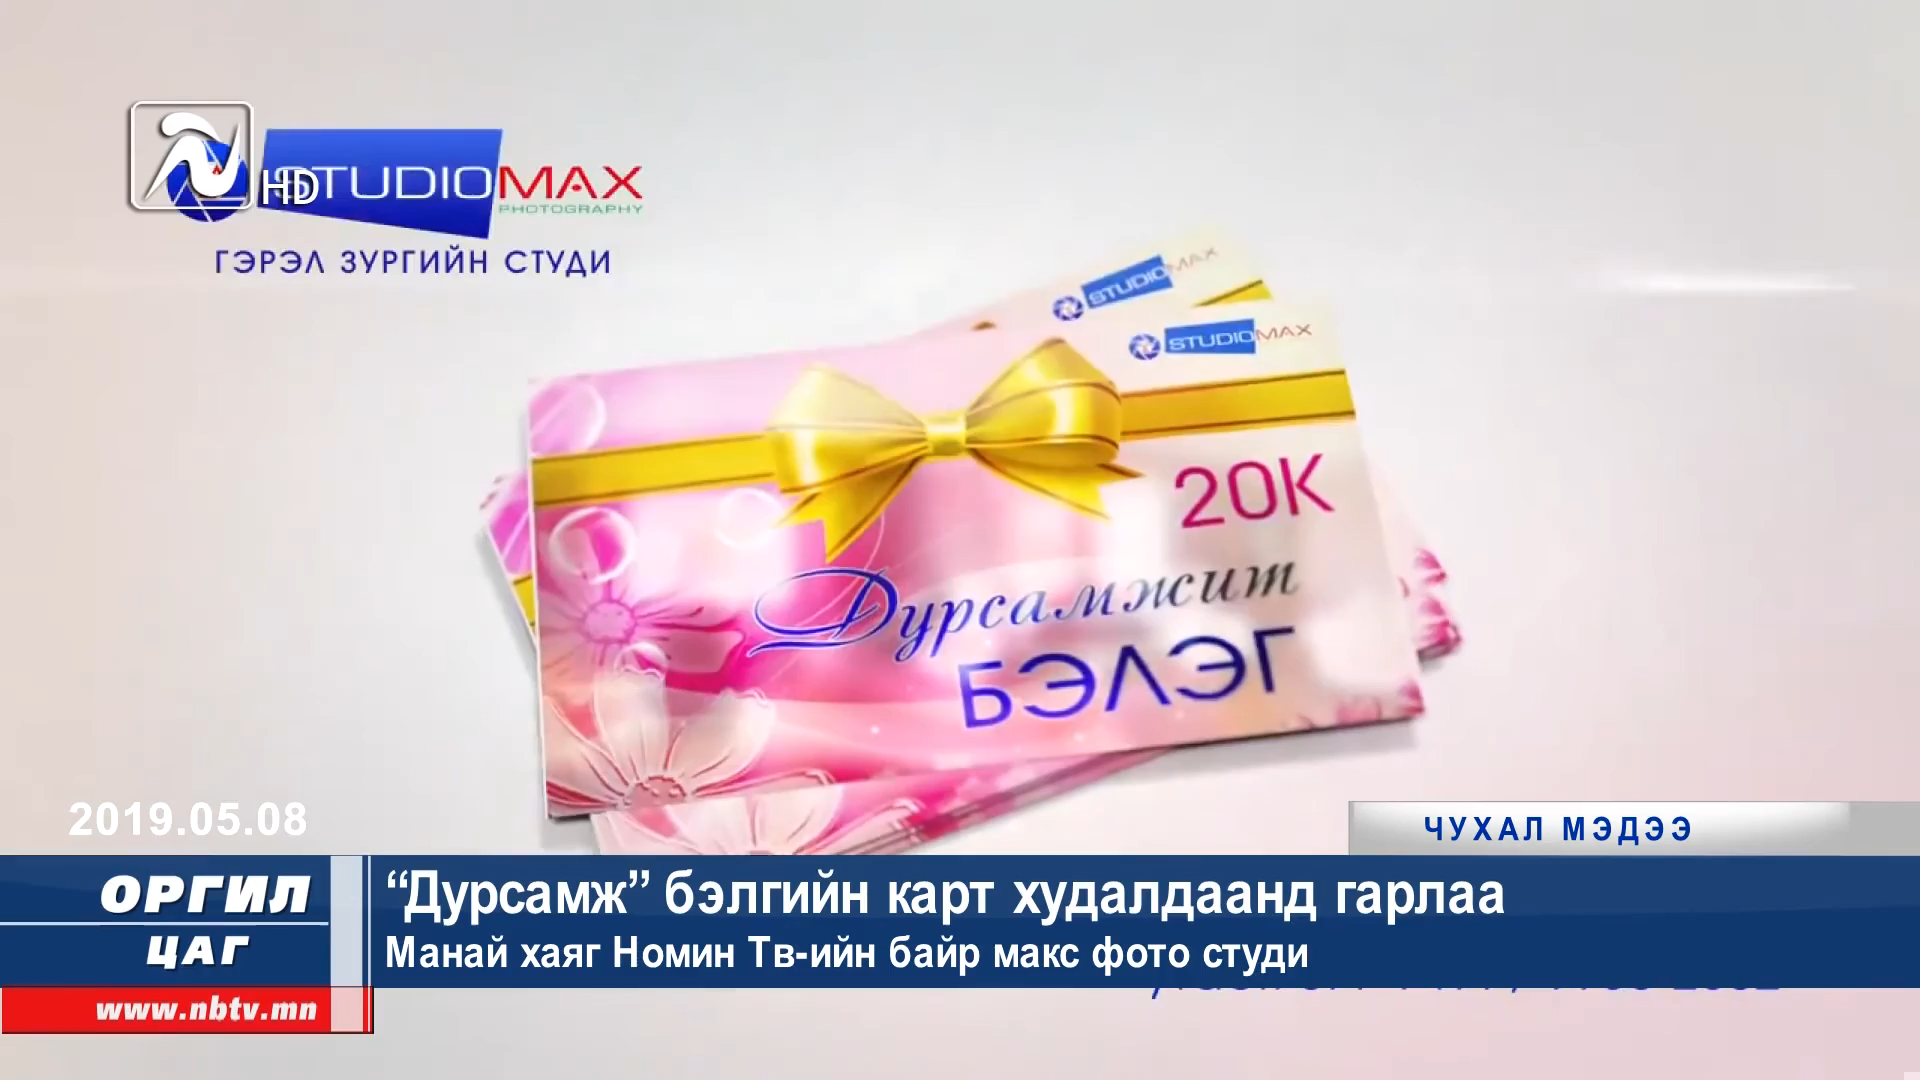 HD
STUDIOMAX
PHOTOGRAPHY
ГЭРЭЛ ЗУРГИЙН СТУДИ
STUDIOMAX
STUDIOMAX
20K
Дурсамжит
БЭЛЭГ
2019.05.08
ЧУХАЛ МЭДЭЭ
ОРГИЛ
ЦАГ
“Дурсамж” бэлгийн карт худалдаанд гарлаа
Манай хаяг Номин Тв-ийн байр макс фото студи
www.nbtv.mn